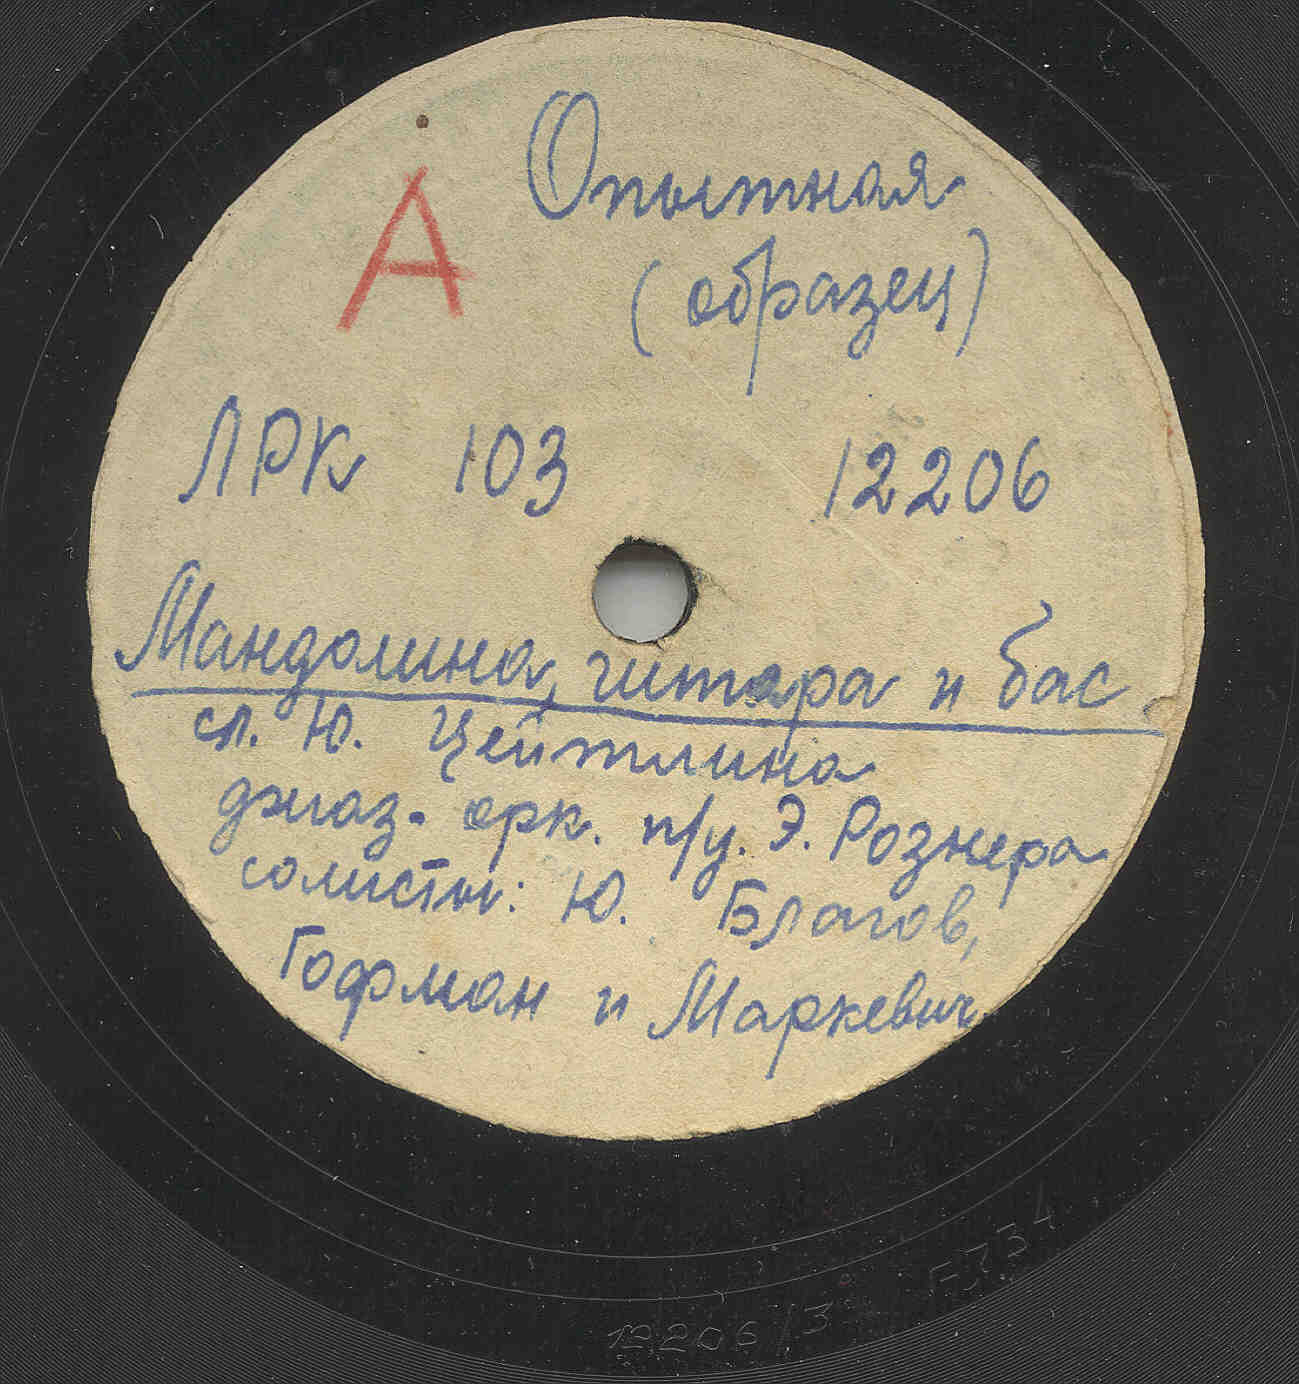 А
Опытная
(образец)
ЛРК 103 12206
Мандолина, гитара и бас
сл. Ю. Цейтлина
джаз-орк. п/у. Э. Рознера
солисты: Ю. Благов,
Гофман и Маркевич
12206/3